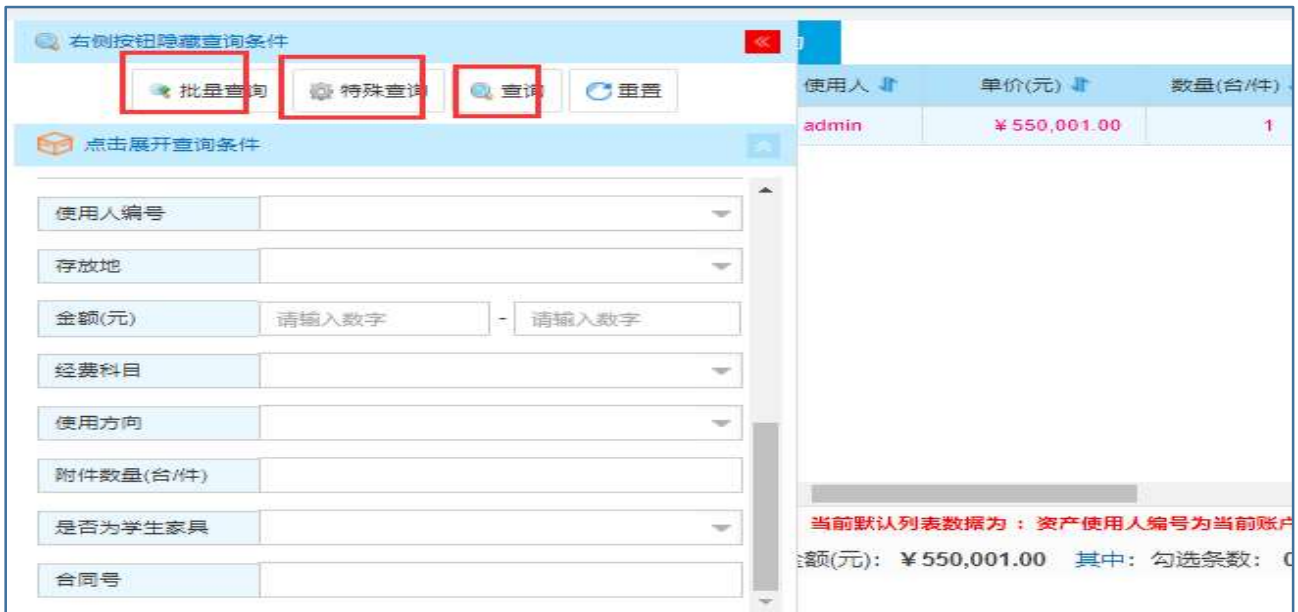 右侧按钮隐藏查询条件
批量查询 特殊查询 查询 重置
点击展开查询条件
使用人编号
存放地
金额(元) 请输入数字 - 请输入数字
经费科目
使用方向
附件数量(台/件)
是否为学生家具
合同号
使用人 单价(元) 数量(台/件)
admin ￥550,001.00 1
当前默认列表数据为：资产使用人编号为当前账户
金额(元)：￥550,001.00 其中：勾选条数：0